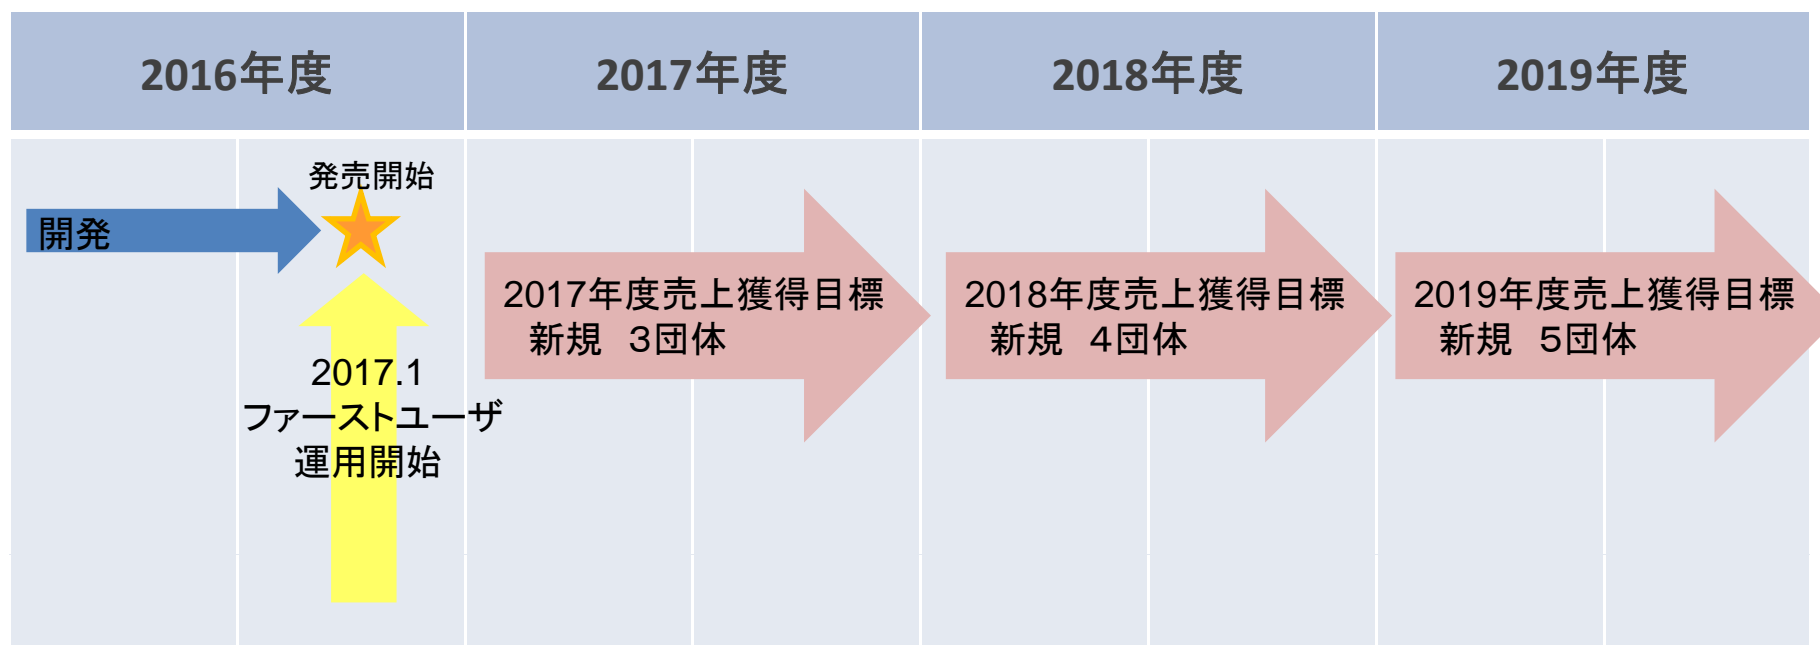 2016年度
2017年度
2018年度
2019年度
発売開始
開発
2017.1
ファーストユーザ
運用開始
2017年度売上獲得目標
新規　３団体
2018年度売上獲得目標
新規　４団体
2019年度売上獲得目標
新規　５団体